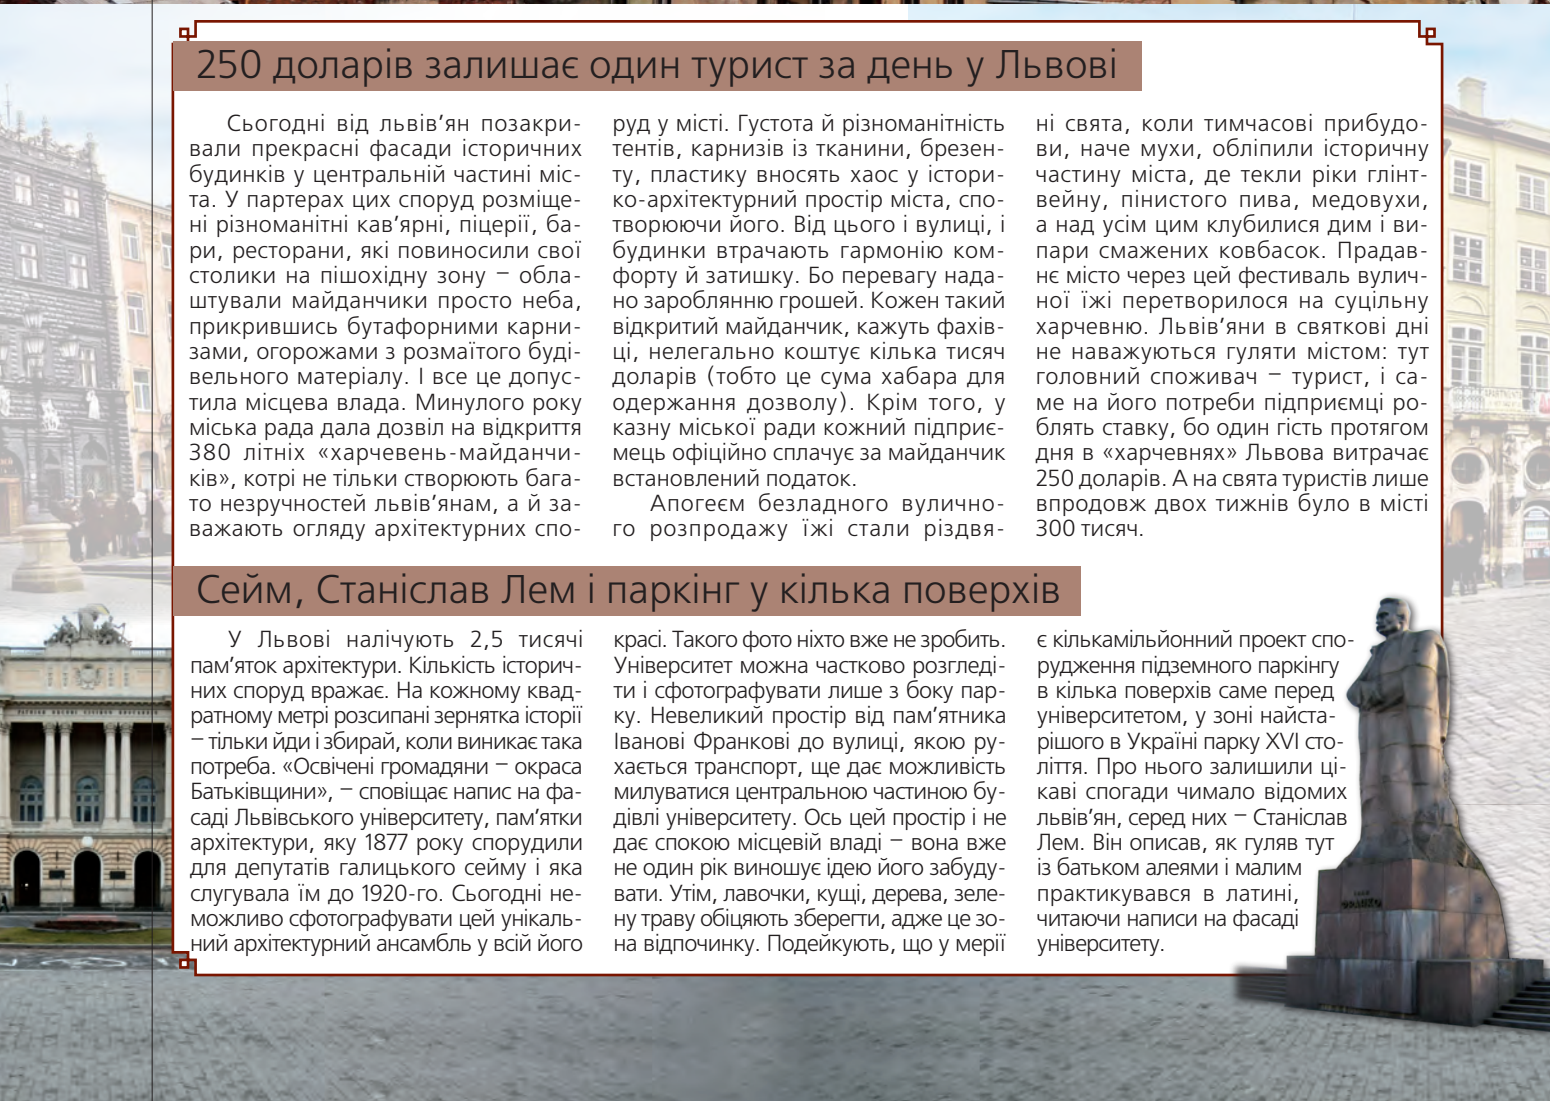 250 доларів залишає один турист за день у Львові
Сьогодні від львів’ян позакри-
вали прекрасні фасади історичних
будинків у центральній частині міс-
та. У партерах цих споруд розміще-
ні різноманітні кав’ярні, піцерії, ба-
ри, ресторани, які повиносили свої
столики на пішохідну зону – обла-
штували майданчики просто неба,
прикрившись бутафорними карни-
зами, огорожами з розмаїтого буді-
вельного матеріалу. І все це допус-
тила місцева влада. Минулого року
міська рада дала дозвіл на відкриття
380 літніх «харчевень-майданчи-
ків», котрі не тільки створюють бага-
то незручностей львів’янам, а й за-
важають огляду архітектурних спо-
руд у місті. Густота й різноманітність
тентів, карнизів із тканини, брезен-
ту, пластику вносять хаос у істори-
ко-архітектурний простір міста, спо-
творюючи його. Від цього і вулиці, і
будинки втрачають гармонію ком-
форту й затишку. Бо перевагу нада-
но зароблянню грошей. Кожен такий
відкритий майданчик, кажуть фахів-
ці, нелегально коштує кілька тисяч
доларів (тобто це сума хабара для
одержання дозволу). Крім того, у
казну міської ради кожний підприє-
мець офіційно сплачує за майданчик
встановлений податок.
Апогеєм безладного вулично-
го розпродажу їжі стали різдвя-
ні свята, коли тимчасові прибудо-
ви, наче мухи, обліпили історичну
частину міста, де текли ріки глінт-
вейну, пінистого пива, медовухи,
а над усім цим клубилися дим і ви-
пари смажених ковбасок. Прадав-
нє місто через цей фестиваль вулич-
ної їжі перетворилося на суцільну
харчевню. Львів’яни в святкові дні
не наважуються гуляти містом: тут
головний споживач – турист, і са-
ме на його потреби підприємці ро-
блять ставку, бо один гість протягом
дня в «харчевнях» Львова витрачає
250 доларів. А на свята туристів лише
впродовж двох тижнів було в місті
300 тисяч.
Сейм, Станіслав Лем і паркінг у кілька поверхів
У Львові налічують 2,5 тисячі
пам’яток архітектури. Кількість історич-
них споруд вражає. На кожному квад-
ратному метрі розсипані зернятка історії
– тільки йди і збирай, коли виникає така
потреба. «Освічені громадяни – окраса
Батьківщини», – сповіщає напис на фа-
саді Львівського університету, пам’ятки
архітектури, яку 1877 року спорудили
для депутатів галицького сейму і яка
слугувала їм до 1920-го. Сьогодні не-
можливо сфотографувати цей унікаль-
ний архітектурний ансамбль у всій його
красі. Такого фото ніхто вже не зробить.
Університет можна частково розгледі-
ти і сфотографувати лише з боку пар-
ку. Невеликий простір від пам’ятника
Іванові Франкові до вулиці, якою ру-
хається транспорт, ще дає можливість
милуватися центральною частиною бу-
дівлі університету. Ось цей простір і не
дає спокою місцевій владі – вона вже
не один рік виношує ідею його забуду-
вати. Утім, лавочки, кущі, дерева, зеле-
ну траву обіцяють зберегти, адже це зо-
на відпочинку. Подейкують, що у мерії
є кількамільйонний проект спо-
рудження підземного паркінгу
в кілька поверхів саме перед
університетом, у зоні найста-
рішого в Україні парку XVI сто-
ліття. Про нього залишили ці-
каві спогади чимало відомих
львів’ян, серед них – Станіслав
Лем. Він описав, як гуляв тут
із батьком алеями і малим
практикувався в латині,
читаючи написи на фасаді
університету.